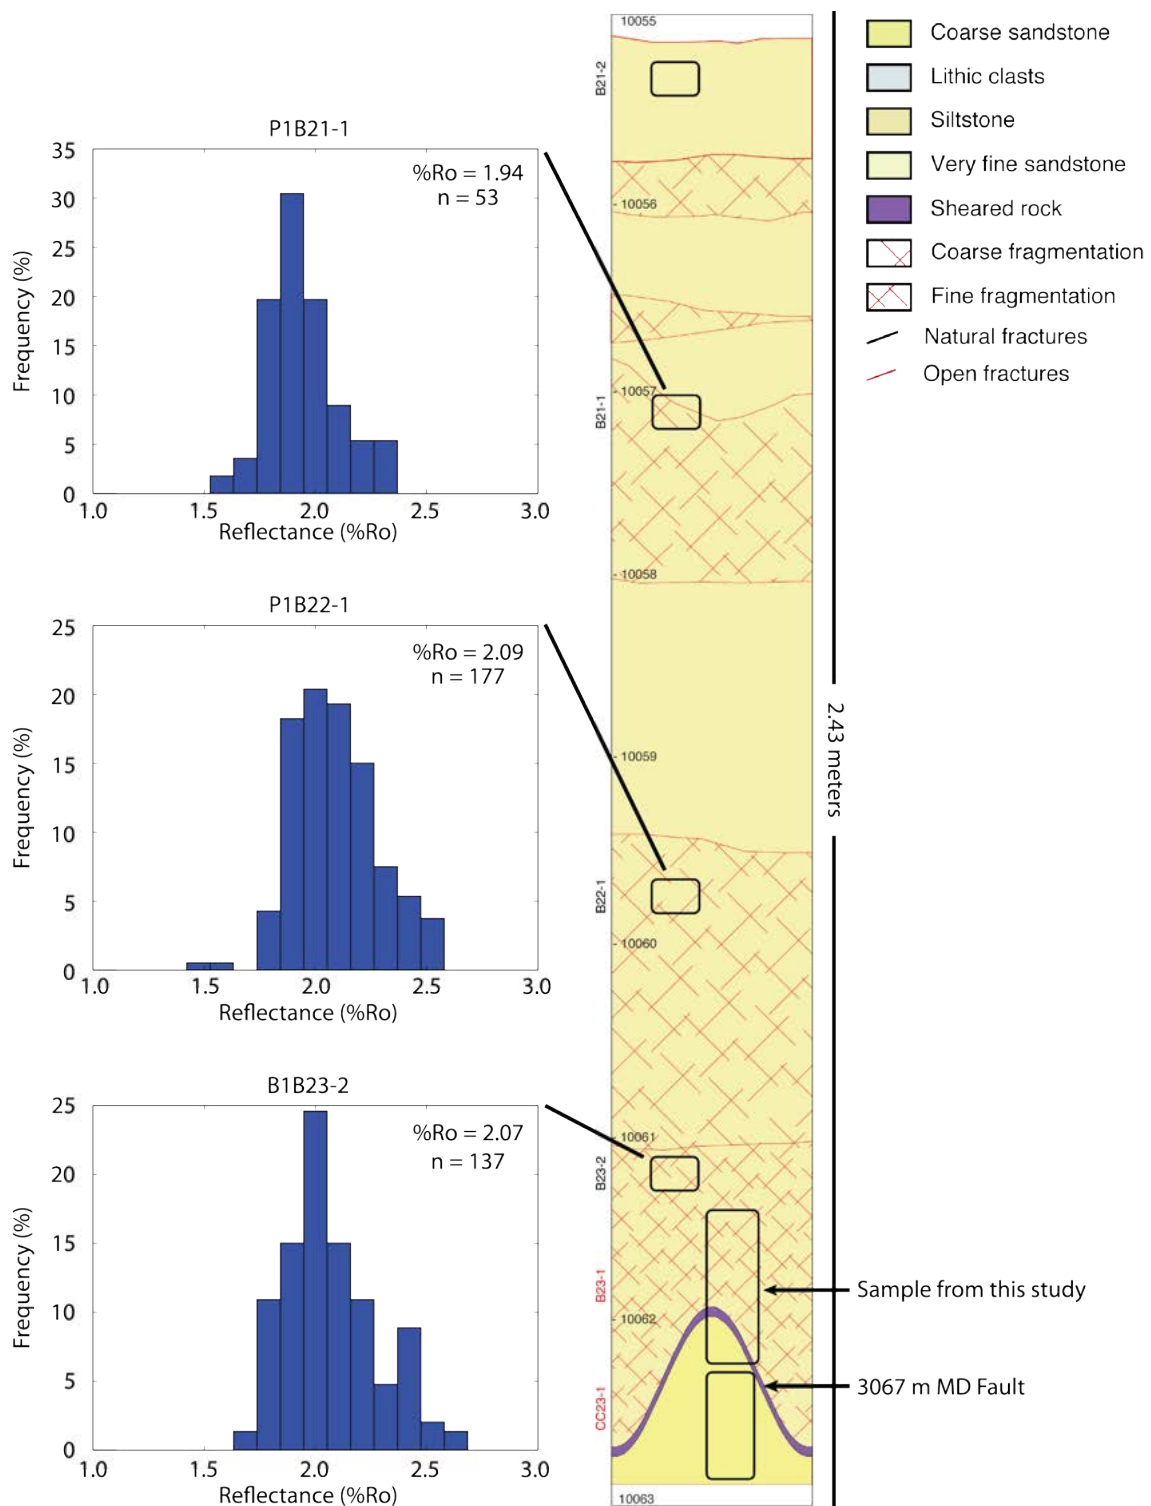 P1B21-1
%Ro = 1.94
n = 53
35
30
25
20
15
10
5
0
Frequency (%)
1.0 1.5 2.0 2.5 3.0
Reflectance (%Ro)
P1B22-1
%Ro = 2.09
n = 177
25
20
15
10
5
0
Frequency (%)
1.0 1.5 2.0 2.5 3.0
Reflectance (%Ro)
B1B23-2
%Ro = 2.07
n = 137
25
20
15
10
5
0
Frequency (%)
1.0 1.5 2.0 2.5 3.0
Reflectance (%Ro)
10055
B21-2
- 10056
- 10057
B21-1
- 10058
- 10059
B22-1
- 10060
- 10061
B23-2
B23-1
- 10062
CC23-1
10063
2.43 meters
Coarse sandstone
Lithic clasts
Siltstone
Very fine sandstone
Sheared rock
Coarse fragmentation
Fine fragmentation
Natural fractures
Open fractures
Sample from this study
3067 m MD Fault